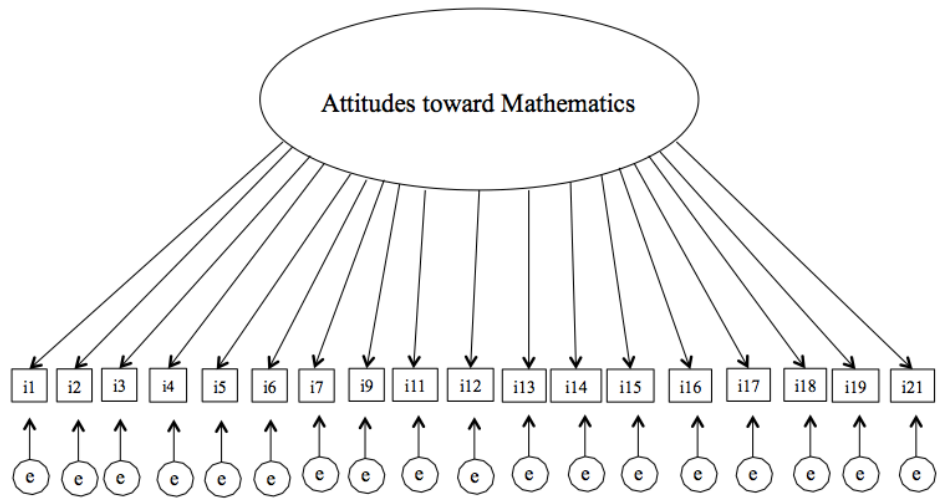 Attitudes toward Mathematics
i1 i2 i3 i4 i5 i6 i7 i9 i11 i12 i13 i14 i15 i16 i17 i18 i19 i21
e e e e e e e e e e e e e e e e e e